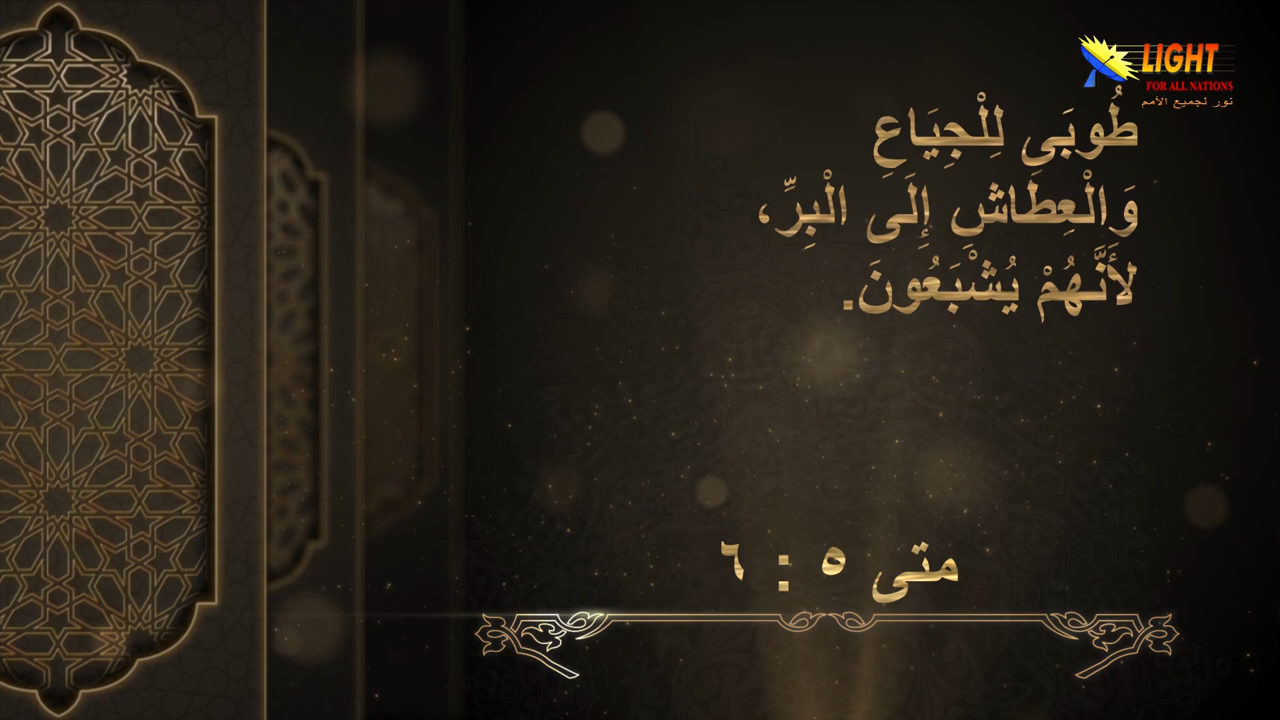 LIGHT
FOR ALL NATIONS
نور لجميع الأمم
طُوبَى لِلْجِيَاعِ
وَالْعِطَاشِ إِلَى الْبِرِّ،
لأَنَّهُمْ يُشْبَعُونَ.
متى ٥ : ٦